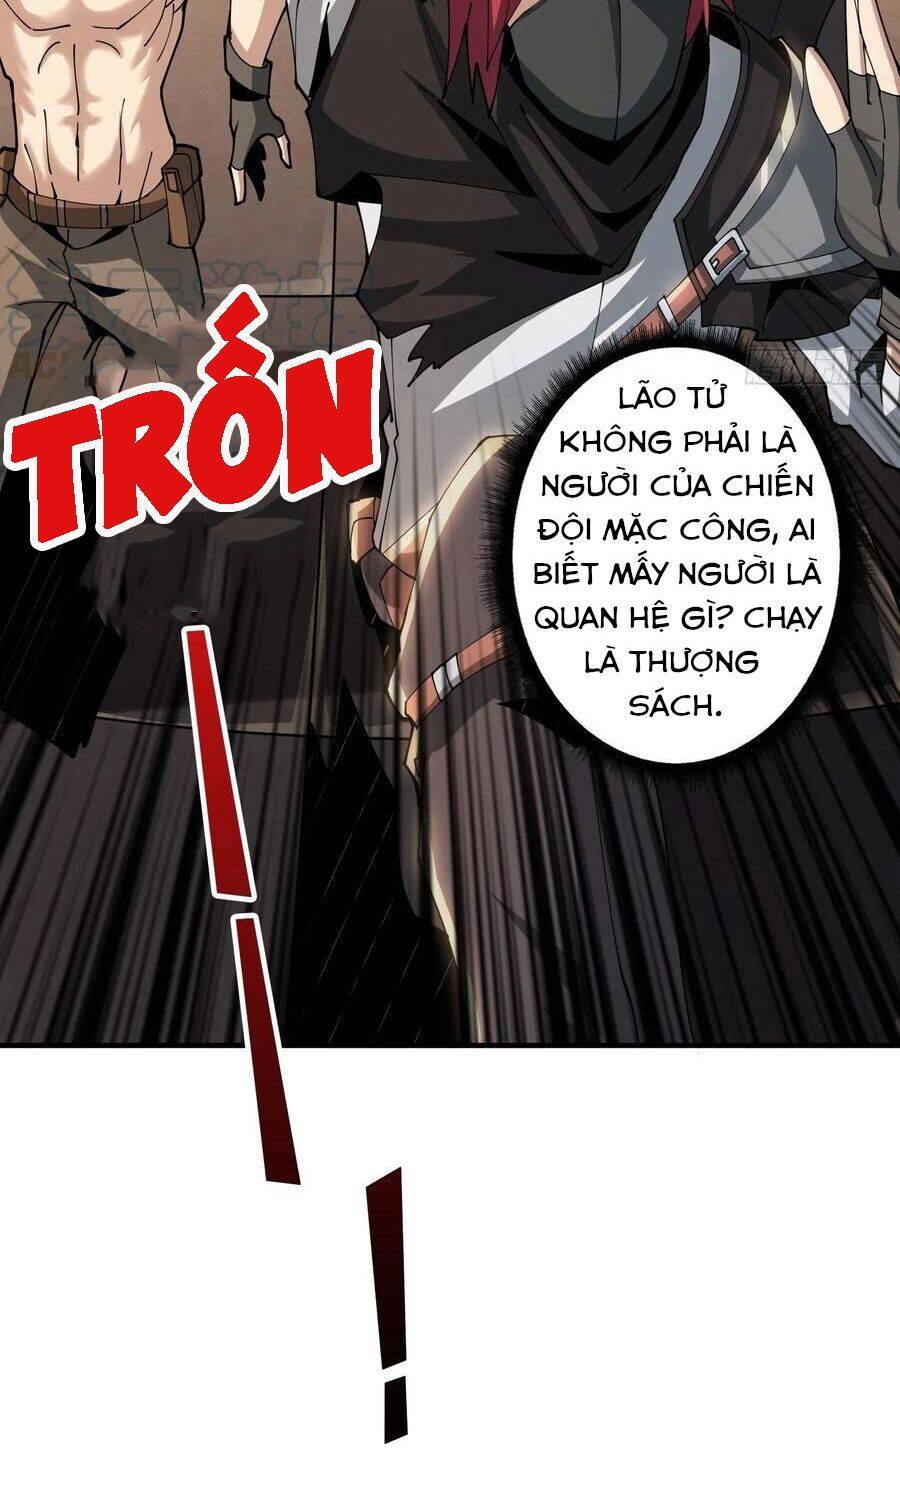 TRỐN
LÃO TỬ
KHÔNG PHẢI LÀ
NGƯỜI CỦA CHIẾN
ĐỘI MẶC CÔNG, AI
BIẾT MẤY NGƯỜI LÀ
QUAN HỆ GÌ? CHẠY
LÀ THƯỢNG
SÁCH.